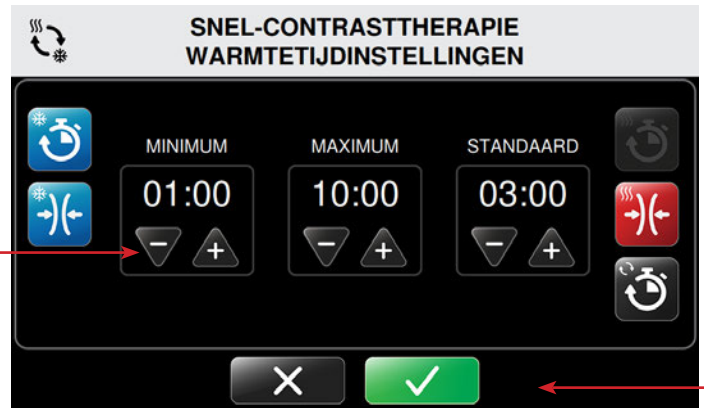 SNEL-CONTRASTTHERAPIE
WARMTETIJDINSTELLINGEN
MINIMUM MAXIMUM STANDAARD
01:00 10:00 03:00
- + - + - +